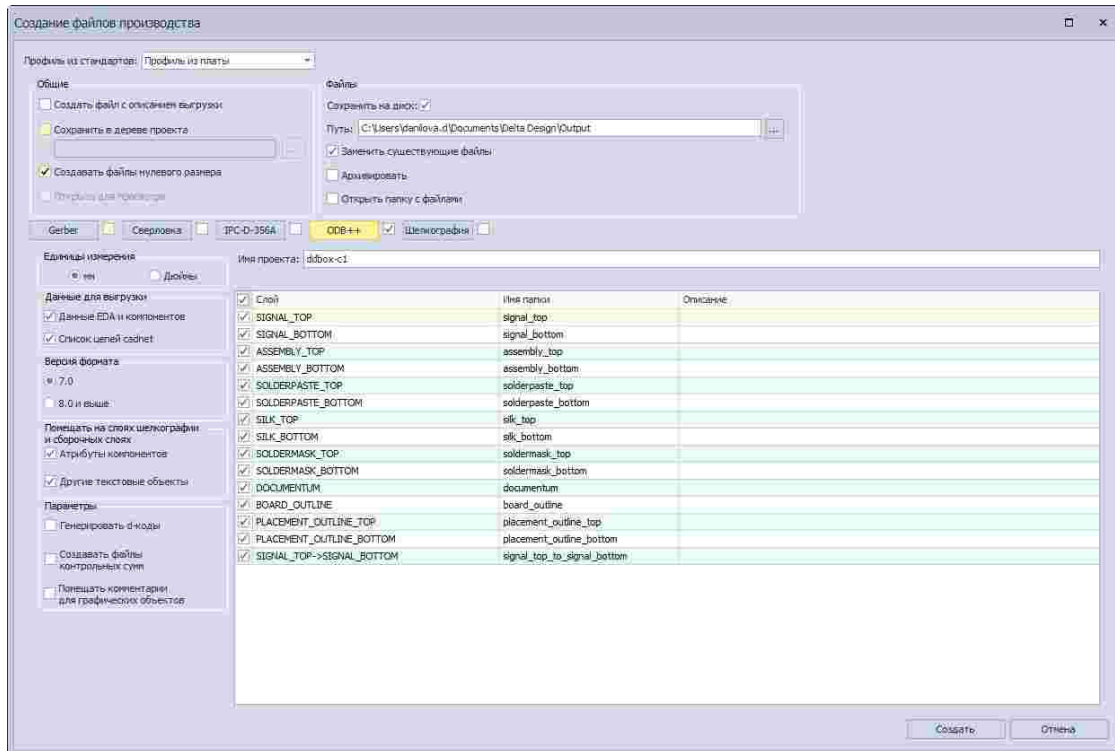 Создание файлов производства
Профиль из стандартов: Профиль из платы
Общие
Создать файл с описанием выгрузки
Сохранить в дереве проекта
...
Создавать файлы нулевого размера
Открыть для просмотра
Файлы
Сохранить на диск:
Путь: C:\Users\danilova.d\Documents\Delta Design\Output ...
Заменить существующие файлы
Архивировать
Открыть папку с файлами
Gerber Сверловка IPC-D-356A ODB++ Шелкография
Единицы измерения
мм Дюймы
Данные для выгрузки
Данные EDA и компонентов
Список цепей cadnet
Версия формата
7.0
8.0 и выше
Помещать на слоях шелкографии
и сборочных слоях
Атрибуты компонентов
Другие текстовые объекты
Параметры
Генерировать d-коды
Создавать файлы
контрольных сумм
Помещать комментарии
для графических объектов
Имя проекта: ddbox-c1
Слой Имя папки Описание
SIGNAL_TOP signal_top
SIGNAL_BOTTOM signal_bottom
ASSEMBLY_TOP assembly_top
ASSEMBLY_BOTTOM assembly_bottom
SOLDERPASTE_TOP solderpaste_top
SOLDERPASTE_BOTTOM solderpaste_bottom
SILK_TOP silk_top
SILK_BOTTOM silk_bottom
SOLDERMASK_TOP soldermask_top
SOLDERMASK_BOTTOM soldermask_bottom
DOCUMENTUM documentum
BOARD_OUTLINE board_outline
PLACEMENT_OUTLINE_TOP placement_outline_top
PLACEMENT_OUTLINE_BOTTOM placement_outline_bottom
SIGNAL_TOP->SIGNAL_BOTTOM signal_top_to_signal_bottom
Создать Отмена